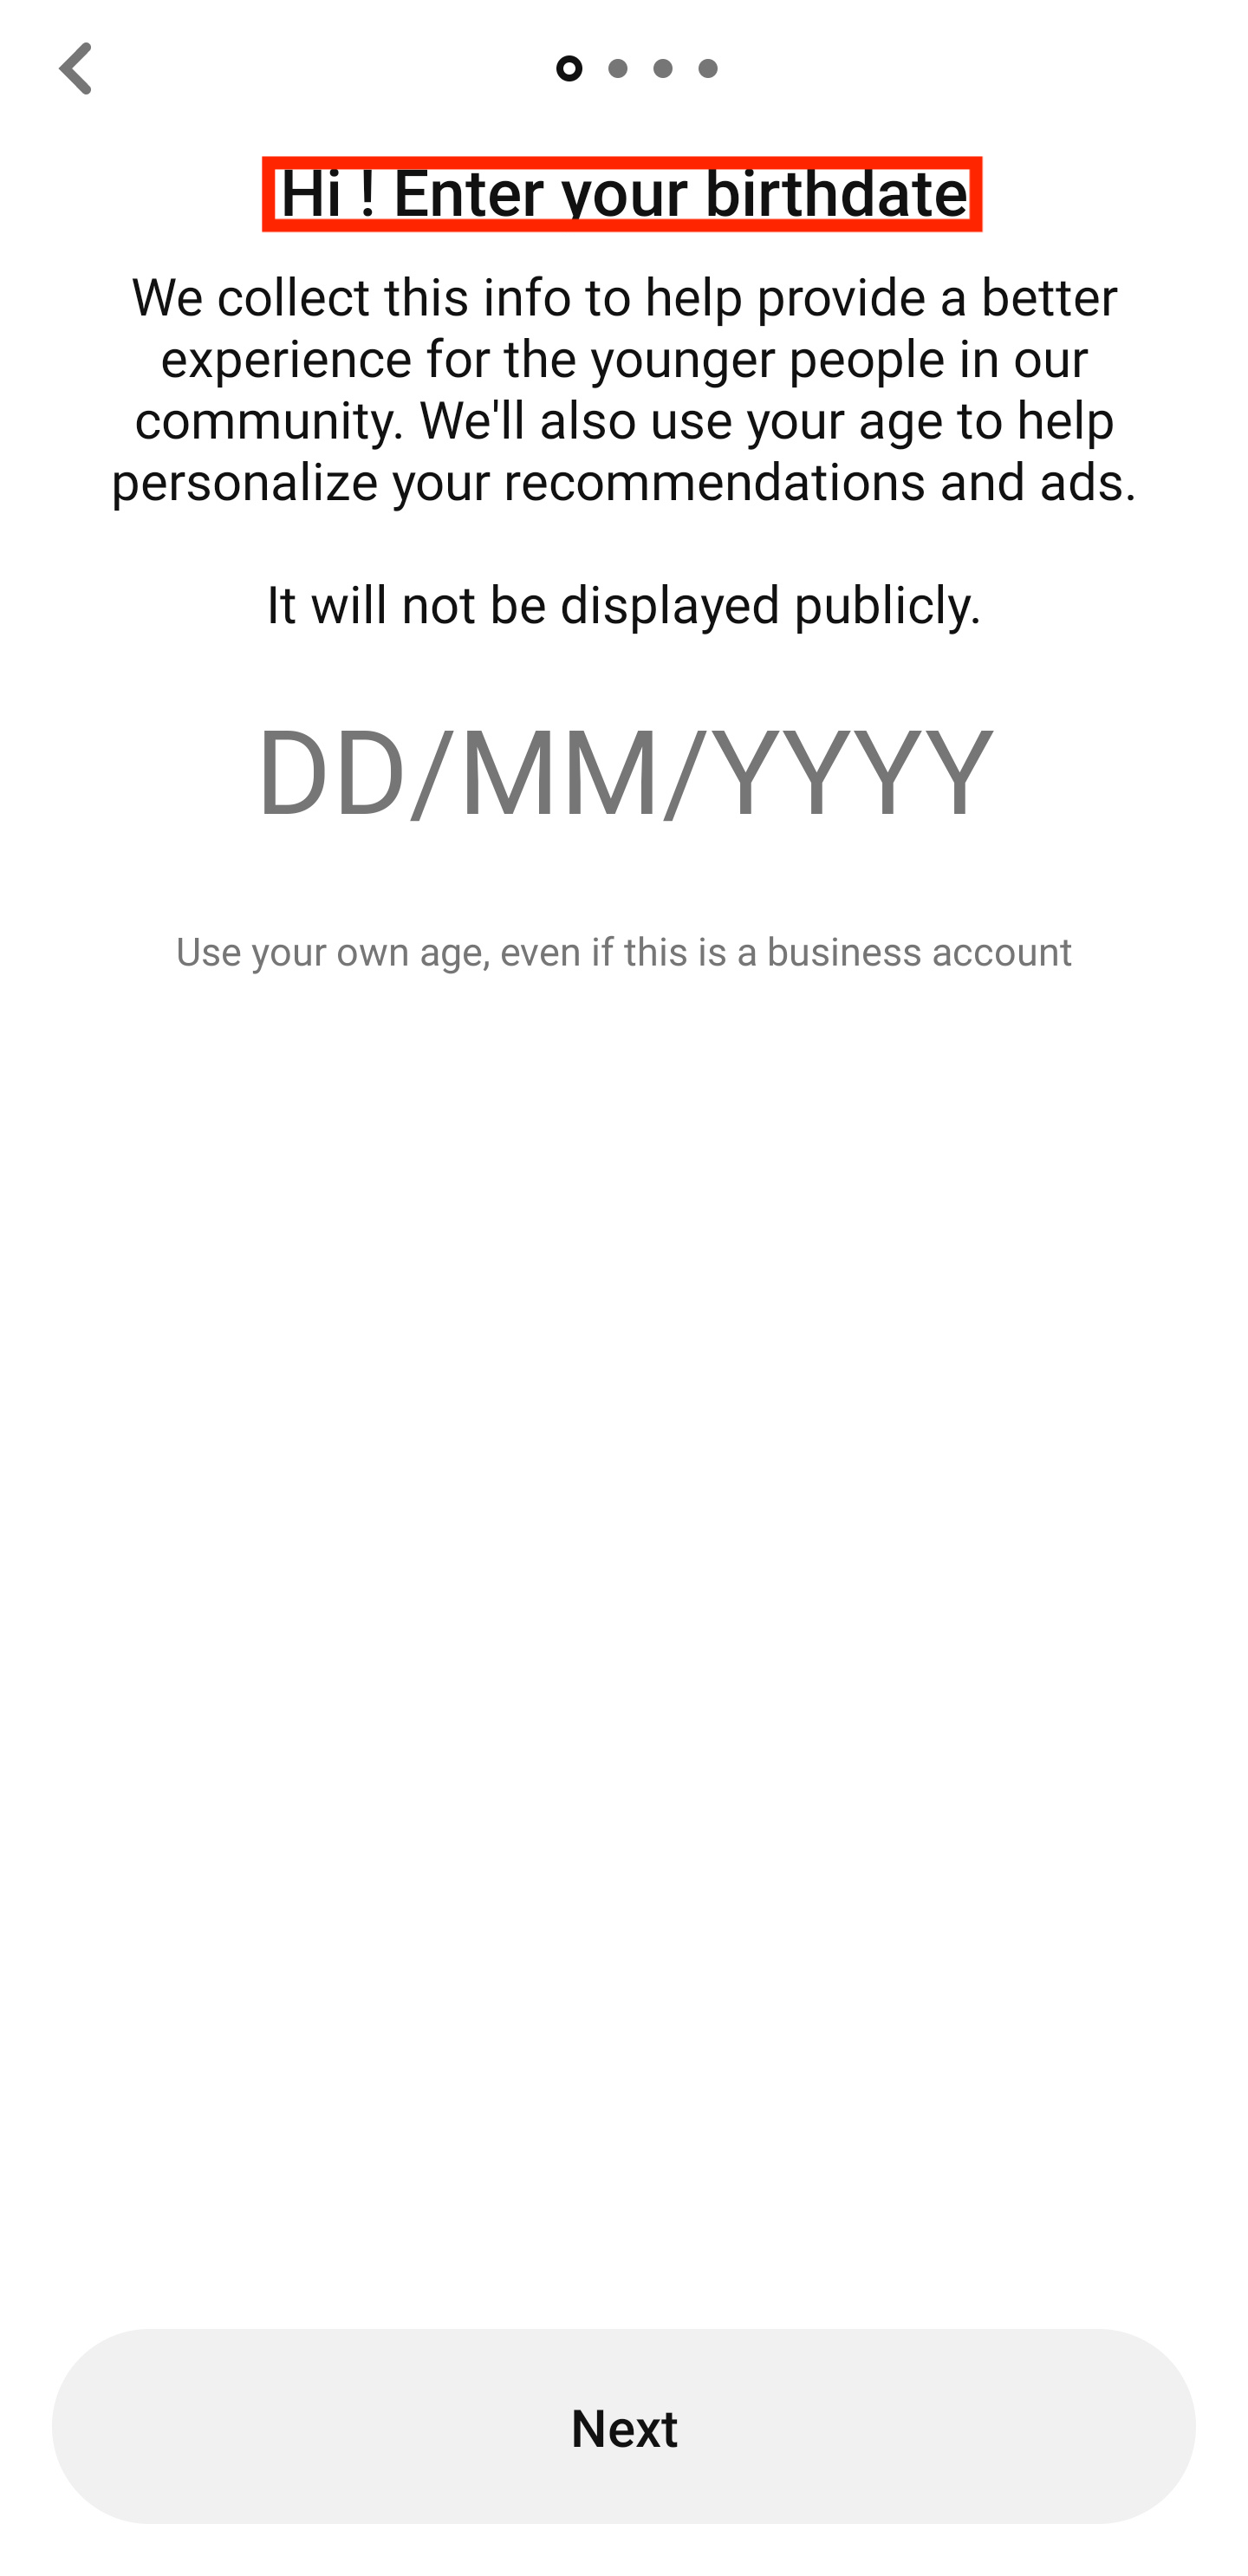 Hi ! Enter your birthdate
We collect this info to help provide a better
experience for the younger people in our
community. We'll also use your age to help
personalize your recommendations and ads.
It will not be displayed publicly.
DD/MM/YYYY
Use your own age, even if this is a business account
Next